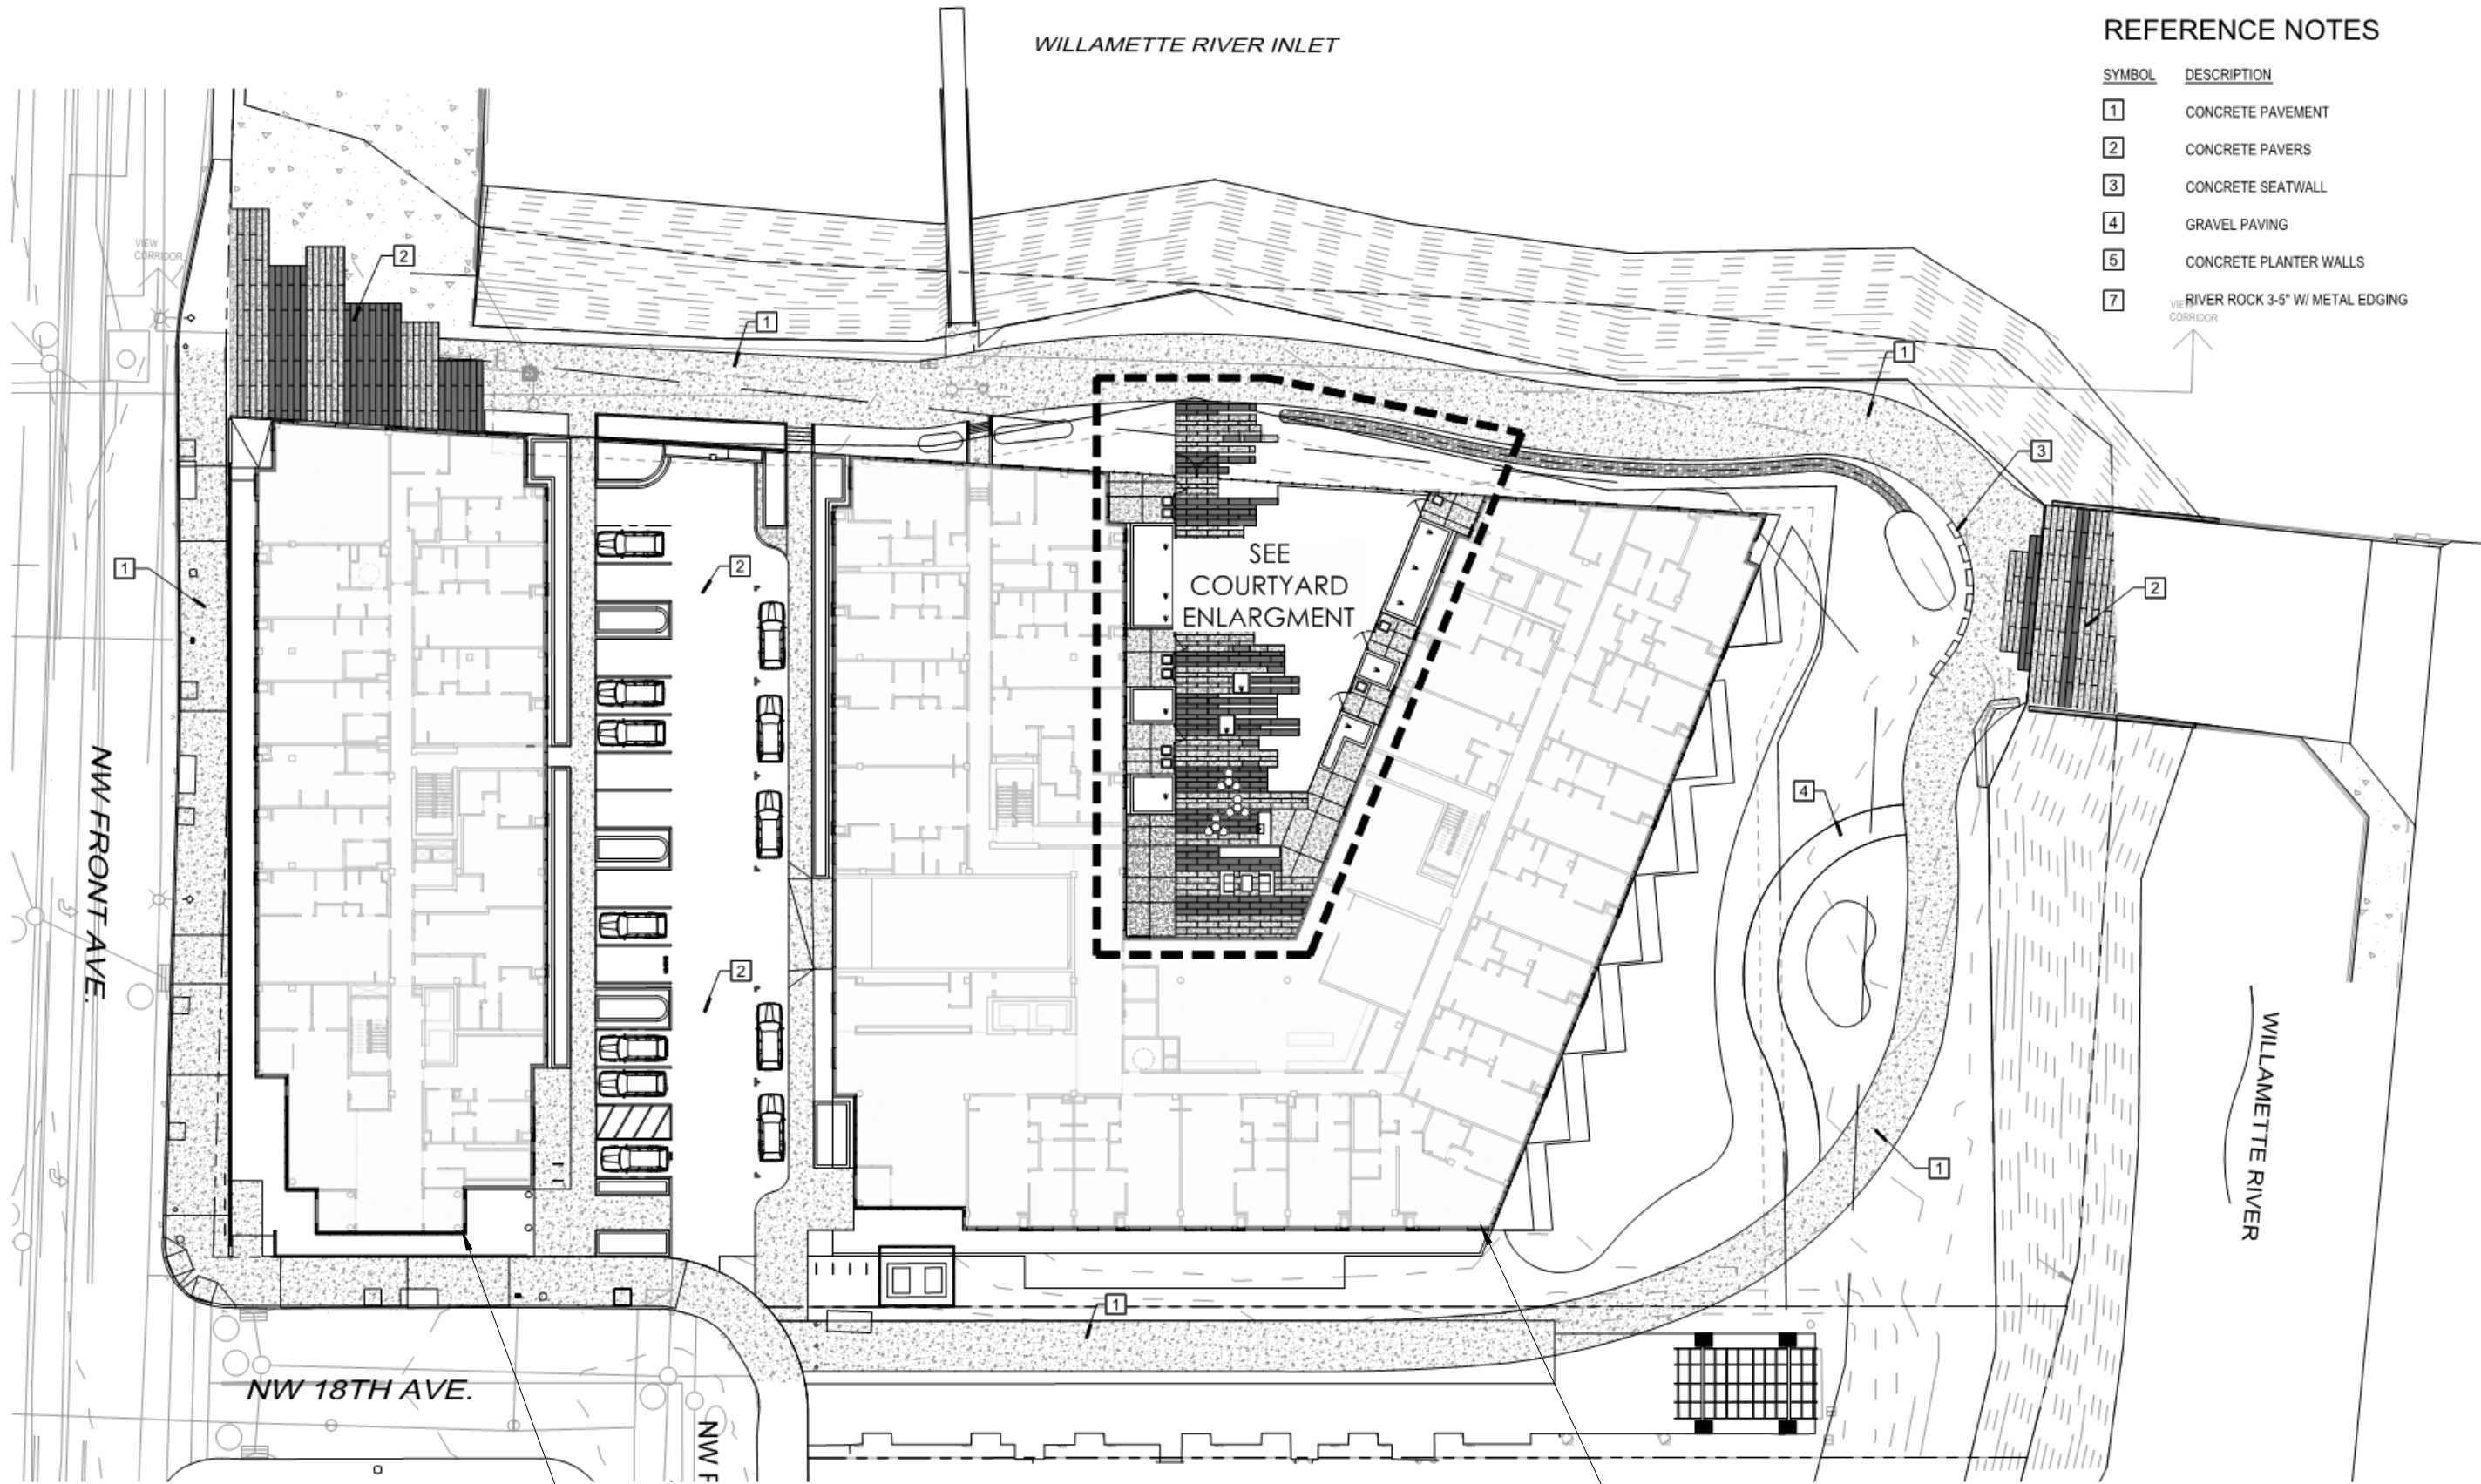 WILLAMETTE RIVER INLET
REFERENCE NOTES
SYMBOL DESCRIPTION
1 CONCRETE PAVEMENT
2 CONCRETE PAVERS
3 CONCRETE SEATWALL
4 GRAVEL PAVING
5 CONCRETE PLANTER WALLS
7 RIVER ROCK 3-5" W/ METAL EDGING
VIEW
CORRIDOR
VIEW
CORRIDOR
2
1
1
3
SEE
COURTYARD
ENLARGMENT
1
2
2
4
2
1
1
NW FRONT AVE.
WILLAMETTE RIVER
NW 18TH AVE.
NW F